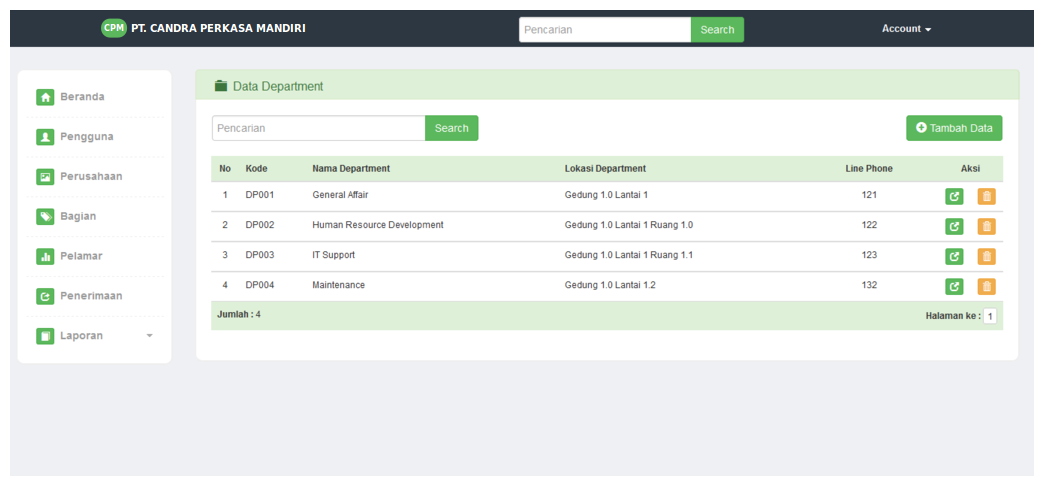 CPM PT. CANDRA PERKASA MANDIRI Pencarian Search Account
Beranda
Pengguna
Perusahaan
Bagian
Pelamar
Penerimaan
Laporan
Data Department
Pencarian Search Tambah Data
No Kode Nama Department Lokasi Department Line Phone Aksi
1 DP001 General Affair Gedung 1.0 Lantai 1 121
2 DP002 Human Resource Development Gedung 1.0 Lantai 1 Ruang 1.0 122
3 DP003 IT Support Gedung 1.0 Lantai 1 Ruang 1.1 123
4 DP004 Maintenance Gedung 1.0 Lantai 1.2 132
Jumlah : 4 Halaman ke : 1